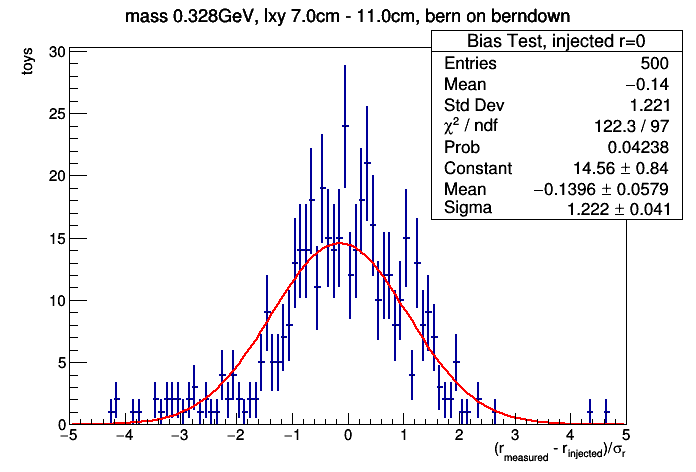 mass 0.328GeV, lxy 7.0cm - 11.0cm, bern on berndown
Bias Test, injected r=0
Entries 500
Mean −0.14
Std Dev 1.221
χ² / ndf 122.3 / 97
Prob 0.04238
Constant 14.56 ± 0.84
Mean −0.1396 ± 0.0579
Sigma 1.222 ± 0.041
toys
30
25
20
15
10
5
0
−5 −4 −3 −2 −1 0 1 2 3 4 5
(r_measured - r_injected)/σ_r